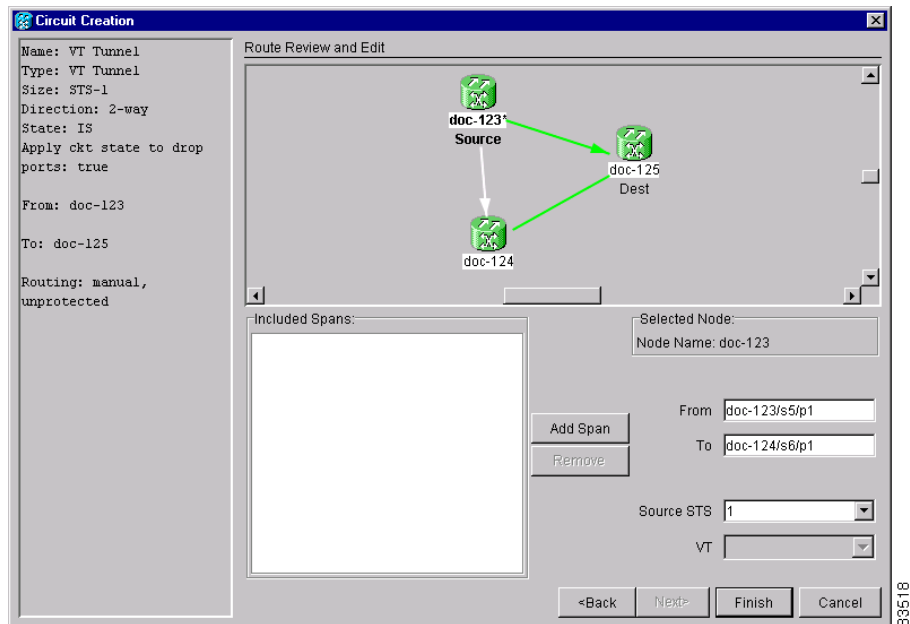 Circuit Creation
Name: VT Tunnel
Type: VT Tunnel
Size: STS-1
Direction: 2-way
State: IS
Apply ckt state to drop
ports: true
From: doc-123
To: doc-125
Routing: manual,
unprotected
Route Review and Edit
doc-123*
Source
doc-125
Dest
doc-124
Included Spans:
Add Span
Remove
Selected Node:
Node Name: doc-123
From doc-123/s5/p1
To doc-124/s6/p1
Source STS 1
VT
<Back Next> Finish Cancel
83518